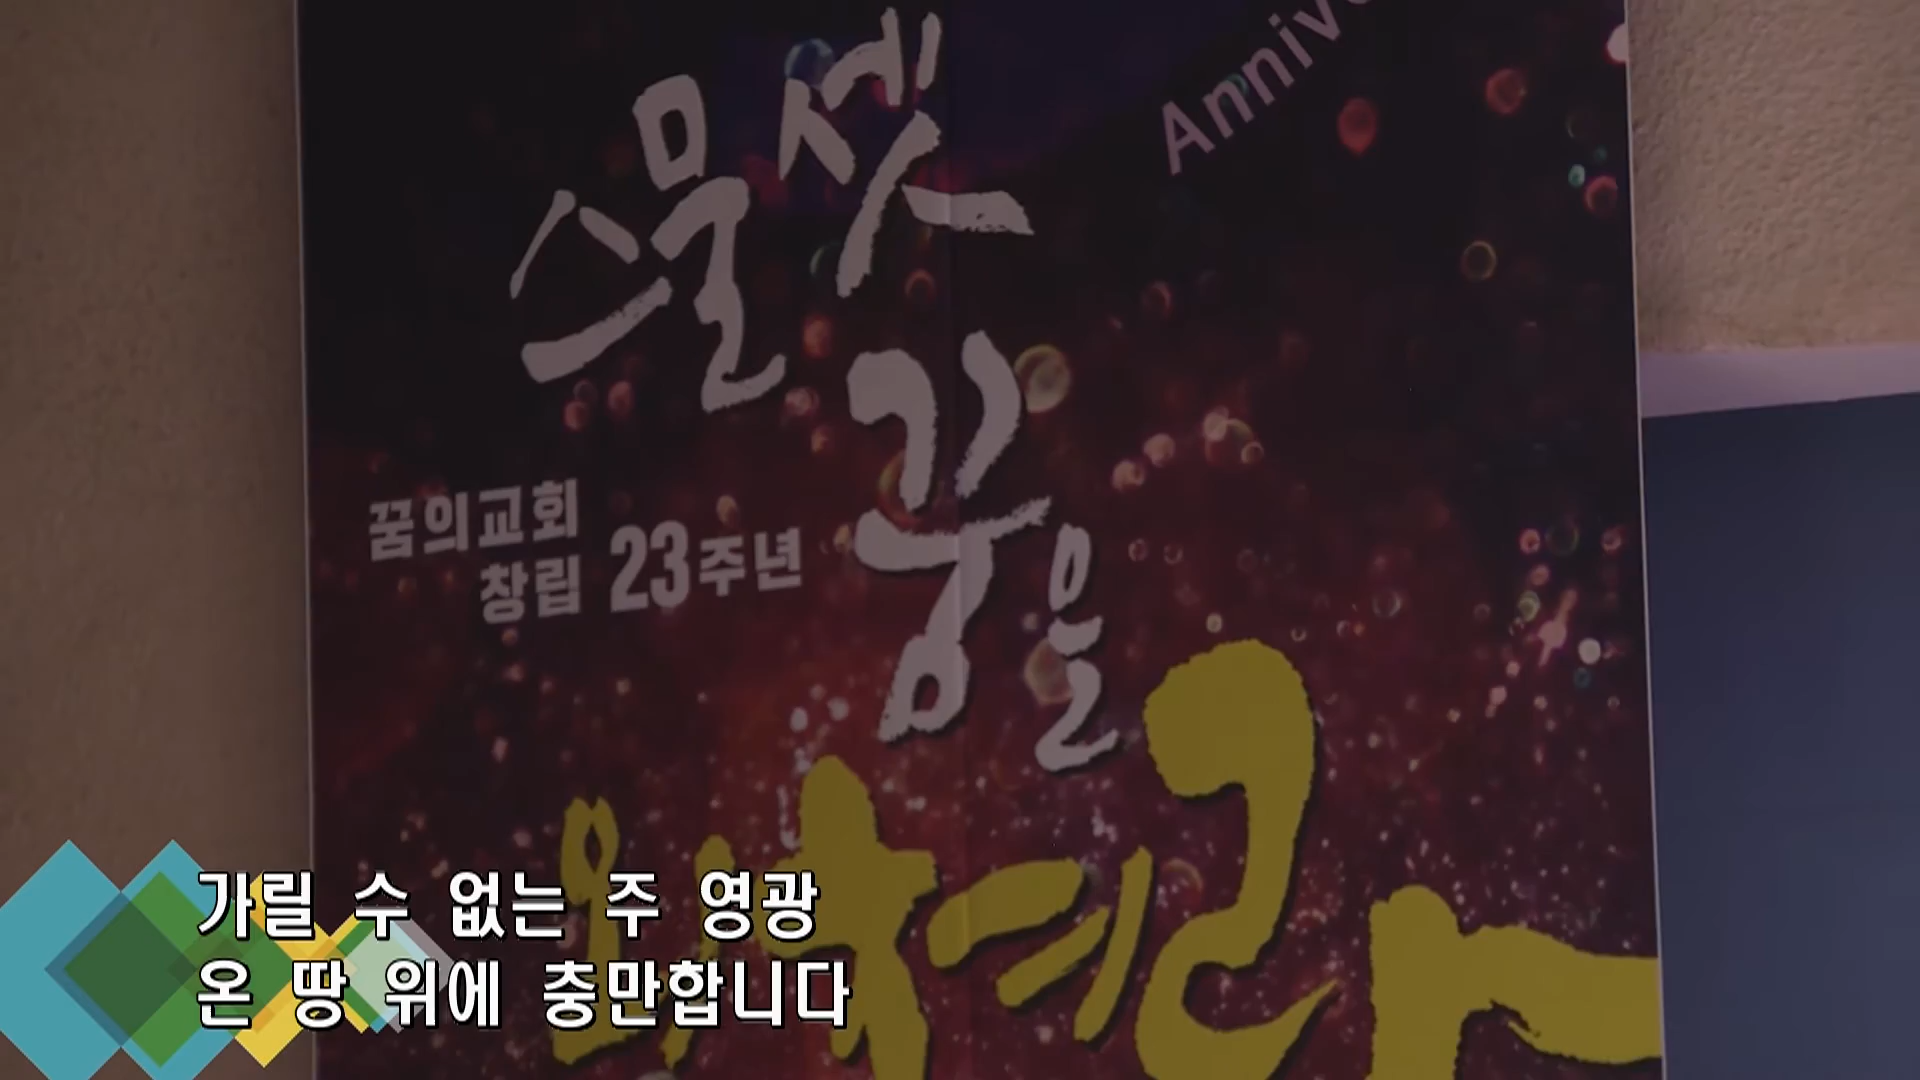 스물셋
Anniv
꿈을
꿈의교회
창립 23주년
가릴 수 없는 주 영광
온 땅 위에 충만합니다